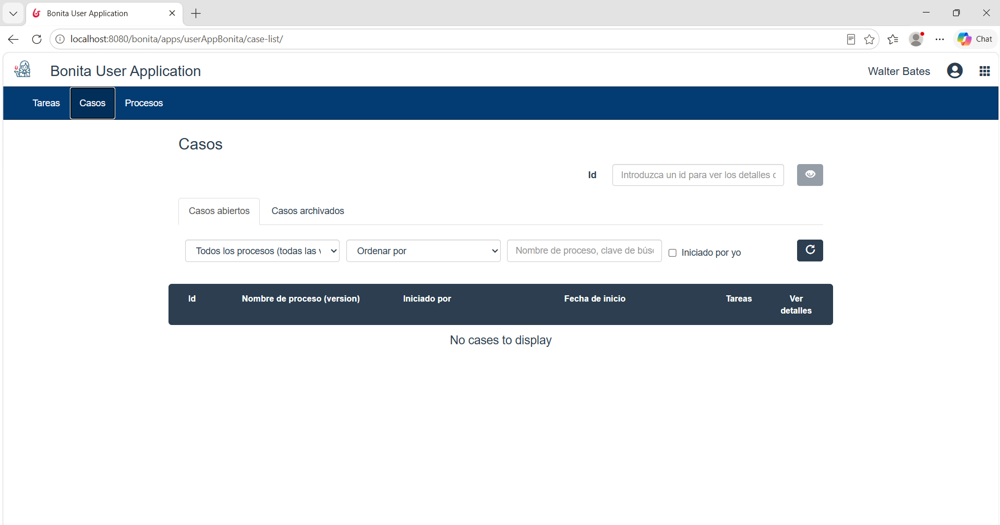 Bonita User Application
localhost:8080/bonita/apps/userAppBonita/case-list/
Chat
Bonita User Application
Walter Bates
Tareas
Casos
Procesos
Casos
Id
Introduzca un id para ver los detalles
Casos abiertos
Casos archivados
Todos los procesos (todas las
Ordenar por
Nombre de proceso, clave de
Iniciado por yo
Id
Nombre de proceso (version)
Iniciado por
Fecha de inicio
Tareas
Ver
detalles
No cases to display